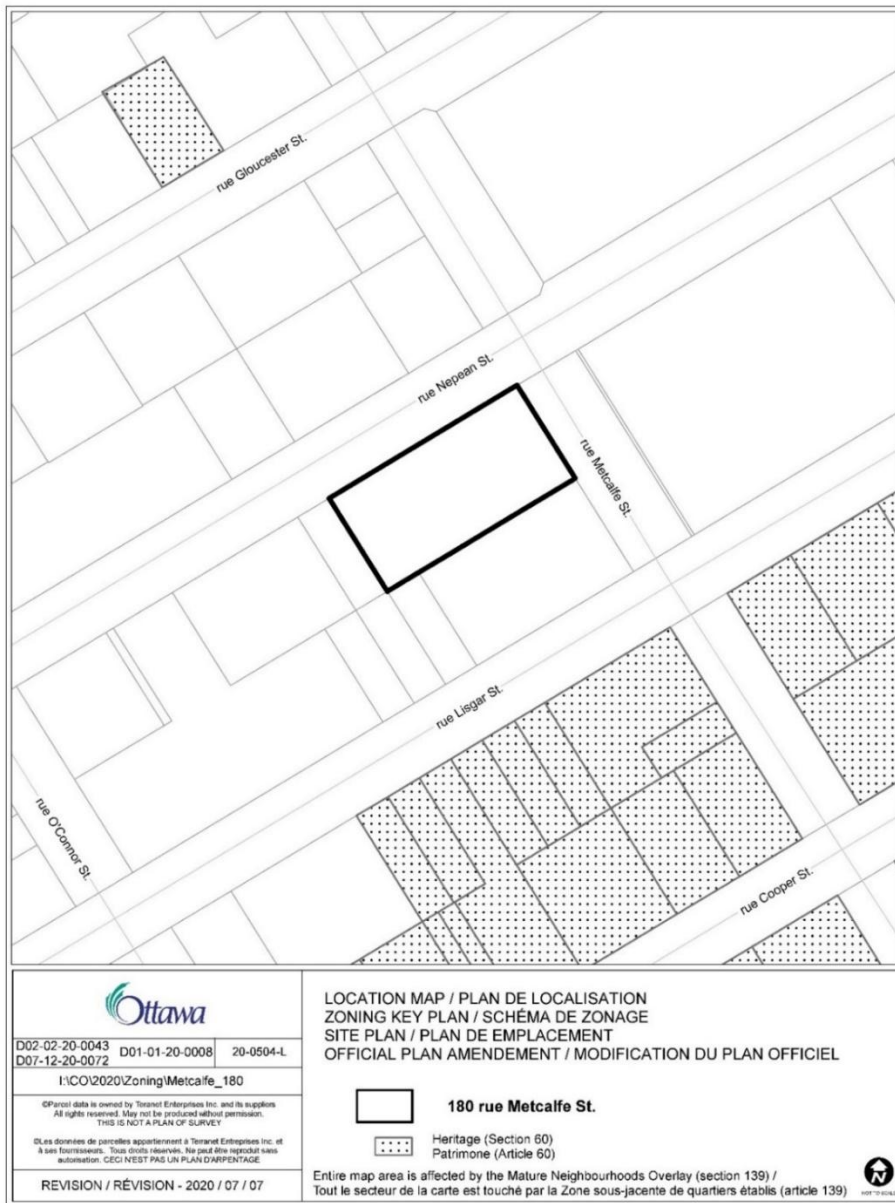 rue Gloucester St.
rue Nepean St.
rue Metcalfe St.
rue Lisgar St.
rue O'Connor St.
rue Cooper St.
Ottawa
D02-02-20-0043
D07-12-20-0072
D01-01-20-0008
20-0504-L
I:\CO\2020\Zoning\Metcalfe_180
©Parcel data is owned by Teranet Enterprises Inc. and its suppliers
All rights reserved. May not be produced without permission.
THIS IS NOT A PLAN OF SURVEY
©Les données de parcelles appartiennent à Teranet Entreprises Inc. et
à ses fournisseurs. Tous droits réservés. Ne peut être reproduit sans
autorisation. CECI N'EST PAS UN PLAN D'ARPENTAGE
REVISION / RÉVISION - 2020 / 07 / 07
LOCATION MAP / PLAN DE LOCALISATION
ZONING KEY PLAN / SCHÉMA DE ZONAGE
SITE PLAN / PLAN DE EMPLACEMENT
OFFICIAL PLAN AMENDEMENT / MODIFICATION DU PLAN OFFICIEL
180 rue Metcalfe St.
Heritage (Section 60)
Patrimone (Article 60)
Entire map area is affected by the Mature Neighbourhoods Overlay (section 139) /
Tout le secteur de la carte est touché par la Zone sous-jacente de quartiers établis (article 139)
N
NOT TO SCALE